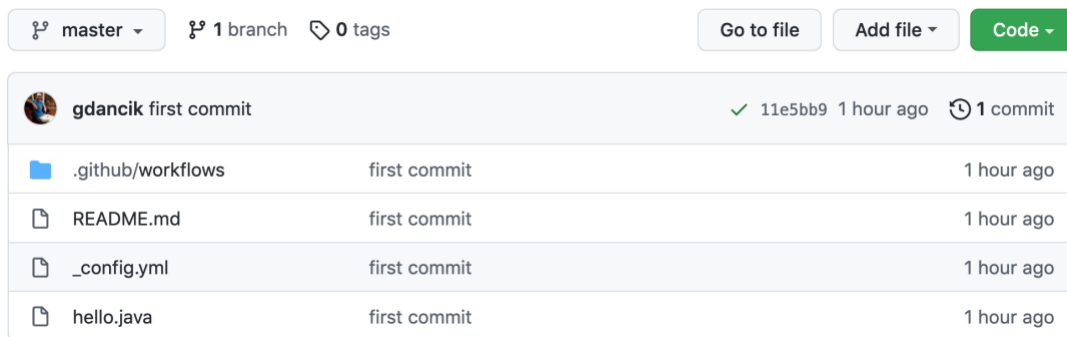 master 1 branch 0 tags Go to file Add file Code
gdancik first commit 11e5bb9 1 hour ago 1 commit
.github/workflows first commit 1 hour ago
README.md first commit 1 hour ago
_config.yml first commit 1 hour ago
hello.java first commit 1 hour ago